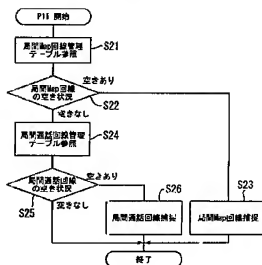 P16 開始
局間Map回線管理
テーブル参照
S21
局間Map回線
の空き状況
空きあり
S22
空きなし
局間通話回線管理
テーブル参照
S24
局間通話回線
の空き状況
空きあり
S25
空きなし
S26
局間通話回線捕捉
S23
局間Map回線捕捉
終了